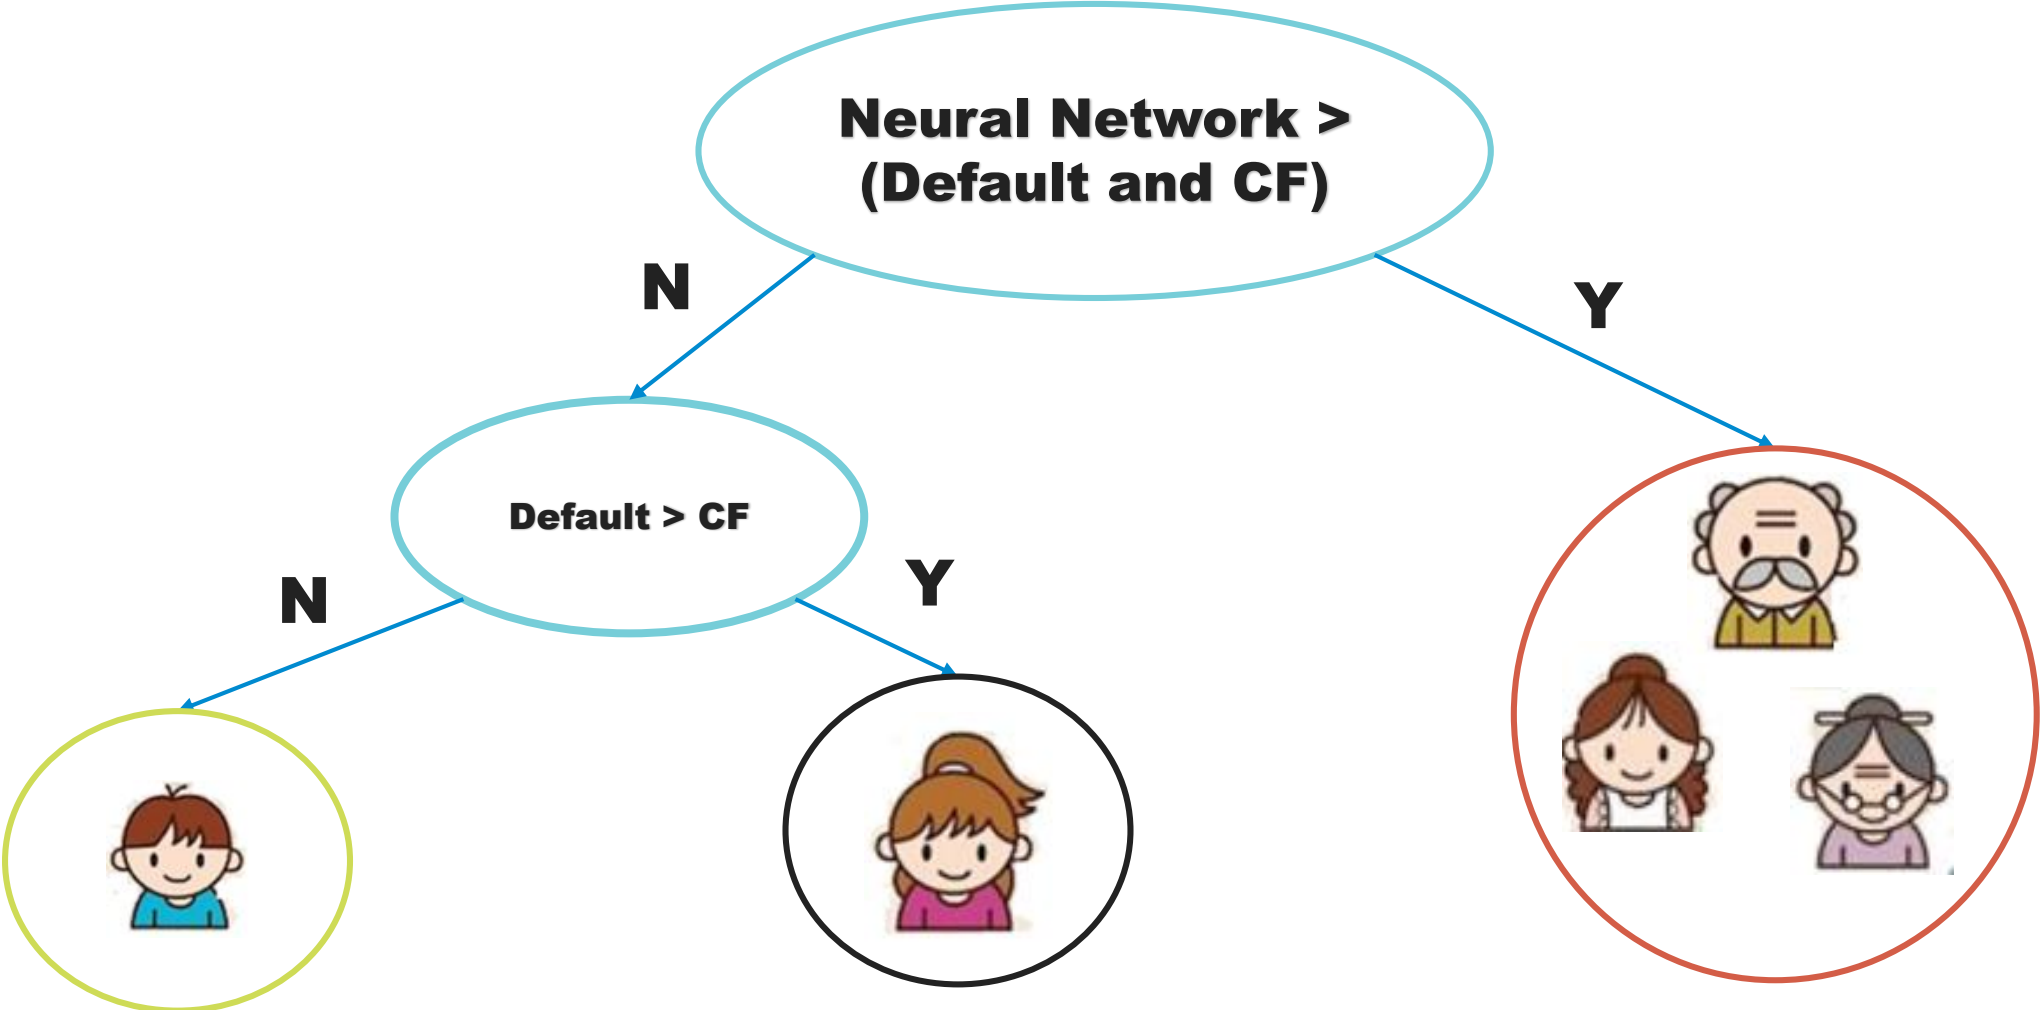 Neural Network >
(Default and CF)
N
Y
Default > CF
N
Y